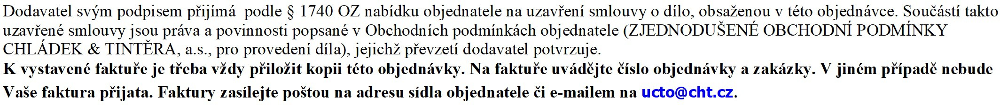 Dodavatel svým podpisem přijímá  podle § 1740 OZ nabídku objednatele na uzavření smlouvy o dílo, obsaženou v této objednávce. Součástí takto
uzavřené smlouvy jsou práva a povinnosti popsané v Obchodních podmínkách objednatele (ZJEDNODUŠENÉ OBCHODNÍ PODMÍNKY
CHLÁDEK & TINTĚRA, a.s., pro provedení díla), jejichž převzetí dodavatel potvrzuje.
K vystavené faktuře je třeba vždy přiložit kopii této objednávky. Na faktuře uvádějte číslo objednávky a zakázky. V jiném případě nebude
Vaše faktura přijata. Faktury zasílejte poštou na adresu sídla objednatele či e-mailem na ucto@cht.cz.